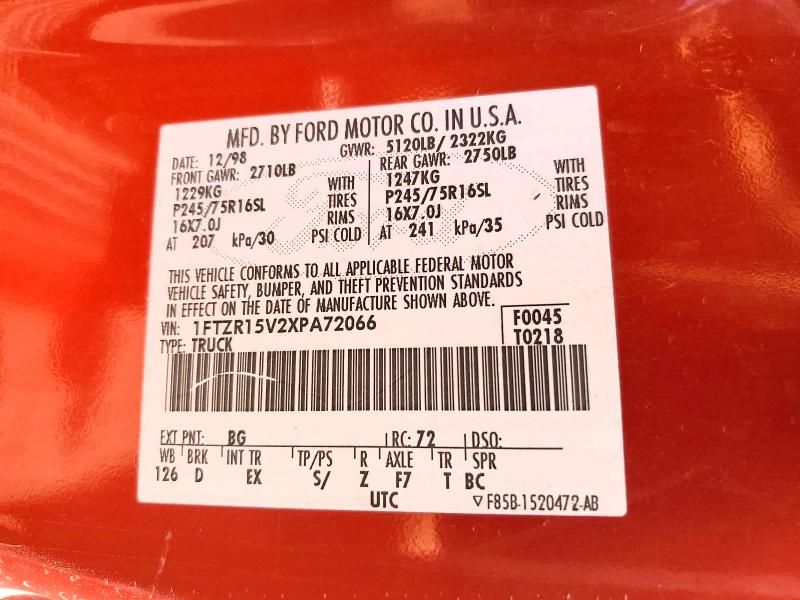 MFD. BY FORD MOTOR CO. IN U.S.A.
DATE: 12/98 GVWR: 5120LB/ 2322KG
FRONT GAWR: 2710LB REAR GAWR: 2750LB
1229KG WITH 1247KG WITH
P245/75R16SL TIRES P245/75R16SL TIRES
16X7.0J RIMS 16X7.0J RIMS
AT 207 kPa/30 PSI COLD AT 241 kPa/35 PSI COLD
THIS VEHICLE CONFORMS TO ALL APPLICABLE FEDERAL MOTOR
VEHICLE SAFETY, BUMPER, AND THEFT PREVENTION STANDARDS
IN EFFECT ON THE DATE OF MANUFACTURE SHOWN ABOVE.
VIN: 1FTZR15V2XPA72066 F0045
TYPE: TRUCK T0218
EXT PNT: BG RC: 72 DSO:
WB BRK INT TR TP/PS R AXLE TR SPR
126 D EX S/ Z F7 T BC
UTC ▽F85B-1520472-AB